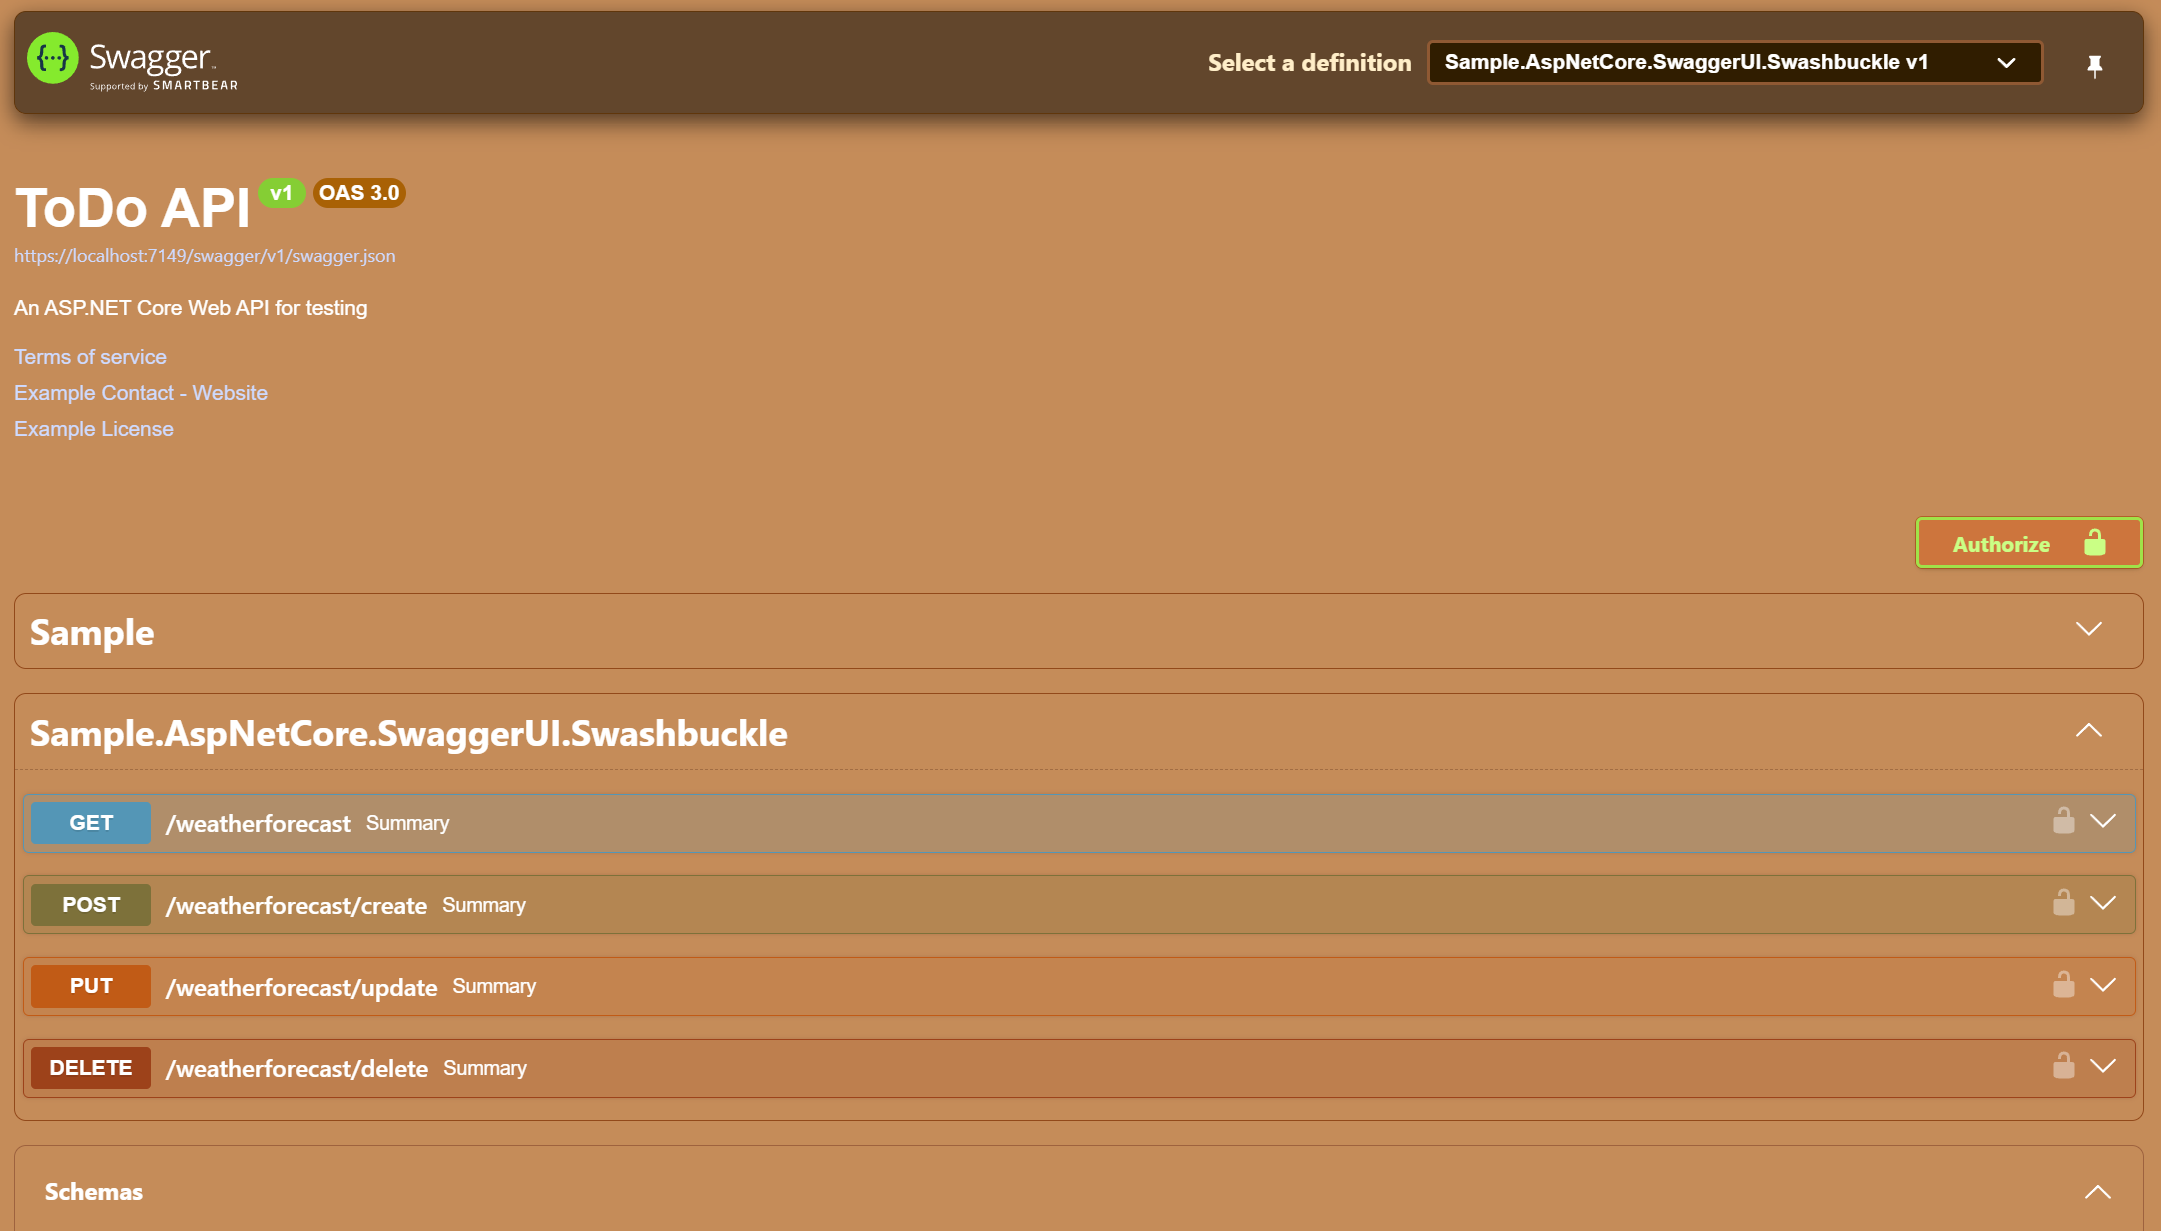 Swagger™
Supported by SMARTBEAR
Select a definition Sample.AspNetCore.SwaggerUI.Swashbuckle v1
ToDo API v1 OAS 3.0
https://localhost:7149/swagger/v1/swagger.json
An ASP.NET Core Web API for testing
Terms of service
Example Contact - Website
Example License
Authorize
Sample
Sample.AspNetCore.SwaggerUI.Swashbuckle
GET /weatherforecast Summary
POST /weatherforecast/create Summary
PUT /weatherforecast/update Summary
DELETE /weatherforecast/delete Summary
Schemas